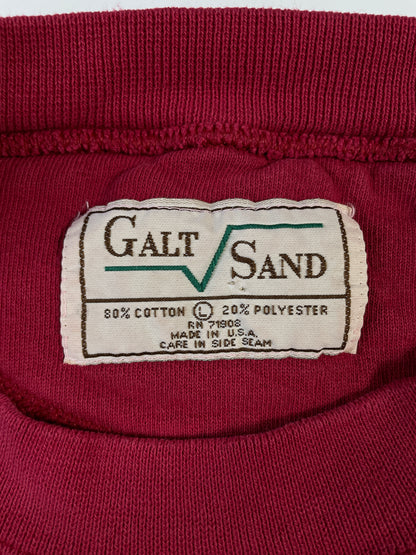 GALT
SAND
80% COTTON Ⓛ 20% POLYESTER
RN 71908
MADE IN U.S.A.
CARE IN SIDE SEAM